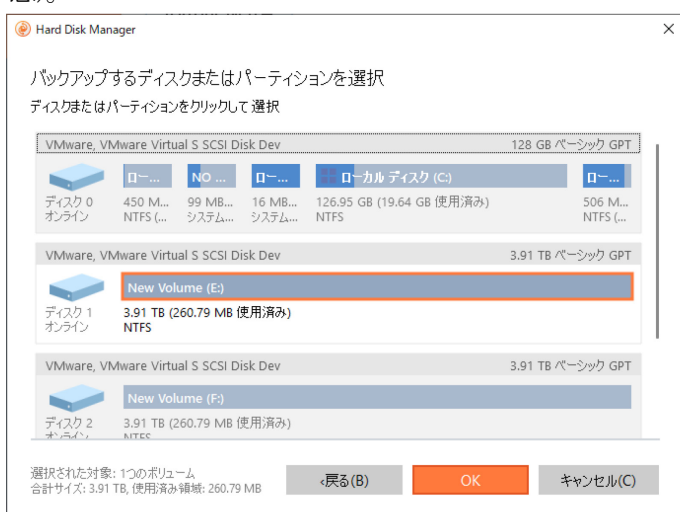 Hard Disk Manager
バックアップするディスクまたはパーティションを選択
ディスクまたはパーティションをクリックして選択
VMware, VMware Virtual S SCSI Disk Dev 128 GB ベーシック GPT
ロー... NO ... ロー... ローカル ディスク (C:) ロー...
ディスク 0 450 M... 99 MB... 16 MB... 126.95 GB (19.64 GB 使用済み) 506 M...
オンライン NTFS (... システム... システム... NTFS NTFS (...
VMware, VMware Virtual S SCSI Disk Dev 3.91 TB ベーシック GPT
New Volume (E:)
ディスク 1 3.91 TB (260.79 MB 使用済み)
オンライン NTFS
VMware, VMware Virtual S SCSI Disk Dev 3.91 TB ベーシック GPT
New Volume (F:)
ディスク 2 3.91 TB (260.79 MB 使用済み)
オンライン NTFS
選択された対象: 1つのボリューム
合計サイズ: 3.91 TB, 使用済み領域: 260.79 MB
‹戻る(B) OK キャンセル(C)